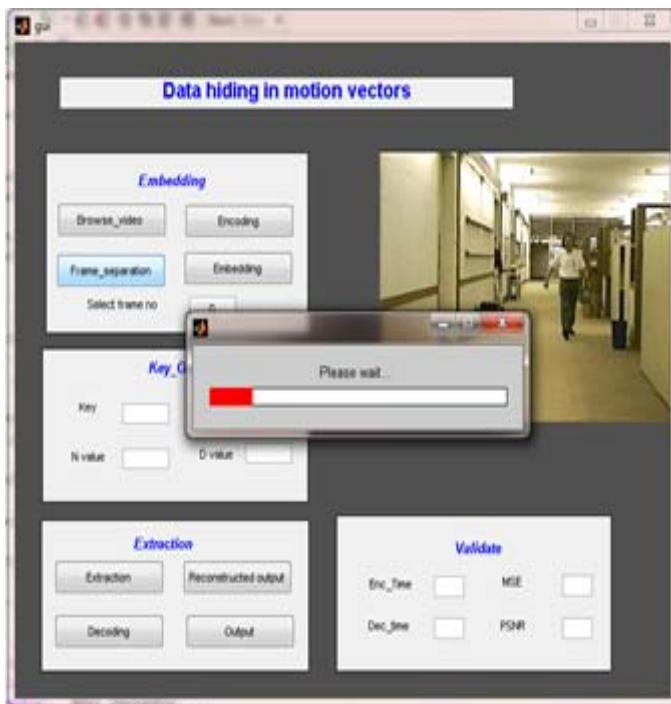 gui
Data hiding in motion vectors
Embedding
Browse_video
Encoding
Frame_separation
Embedding
Select frame no
Please wait...
Key
N value
D value
Extraction
Extraction
Reconstructed output
Decoding
Output
Validate
Enc_Time
MSE
Dec_time
PSNR